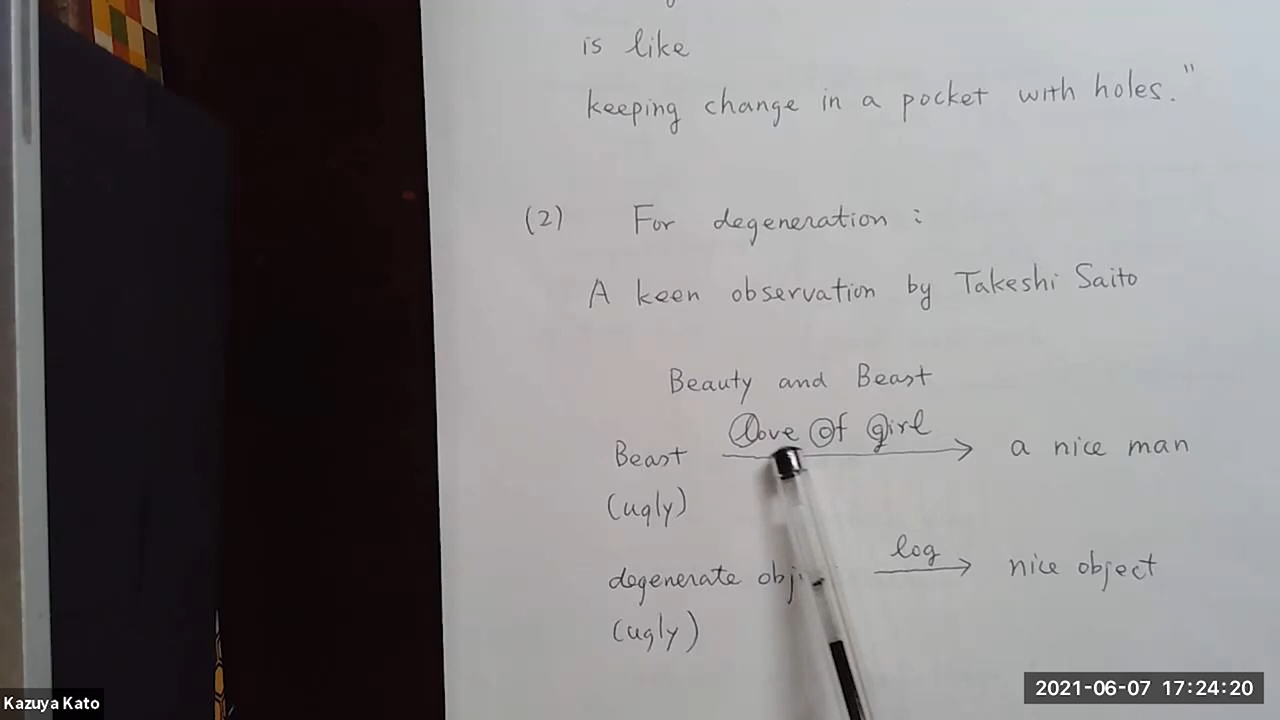 is like
keeping change in a pocket with holes."
(2) For degeneration :
A keen observation by Takeshi Saito
Beauty and Beast
love of girl
Beast → a nice man
(ugly)
log
degenerate obj → nice object
(ugly)
Kazuya Kato
2021-06-07 17:24:20